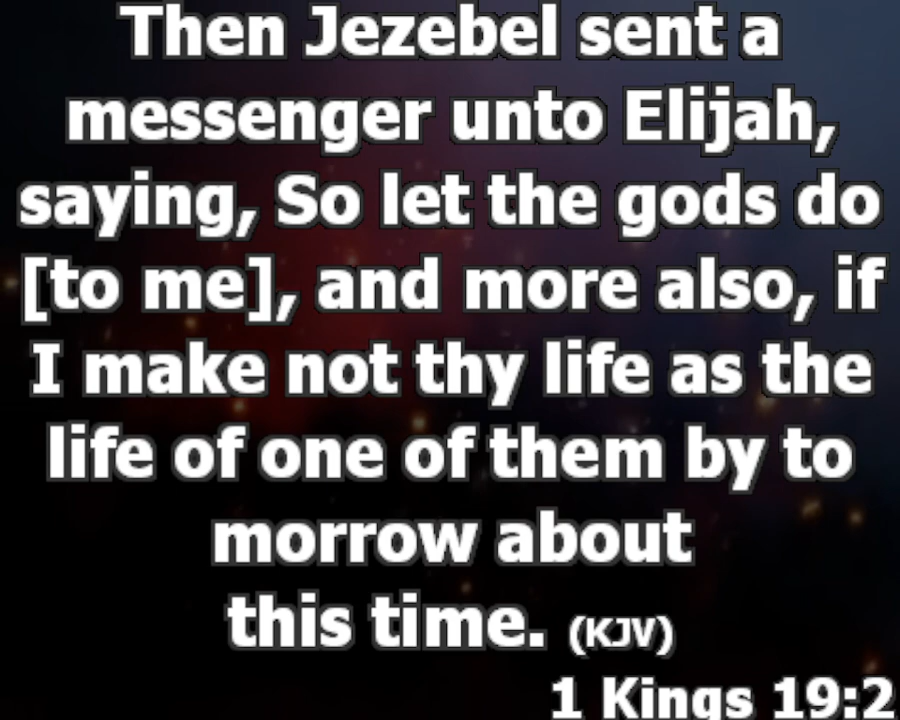 Then Jezebel sent a
messenger unto Elijah,
saying, So let the gods do
[to me], and more also, if
I make not thy life as the
life of one of them by to
morrow about
this time. (KJV)
1 Kings 19:2